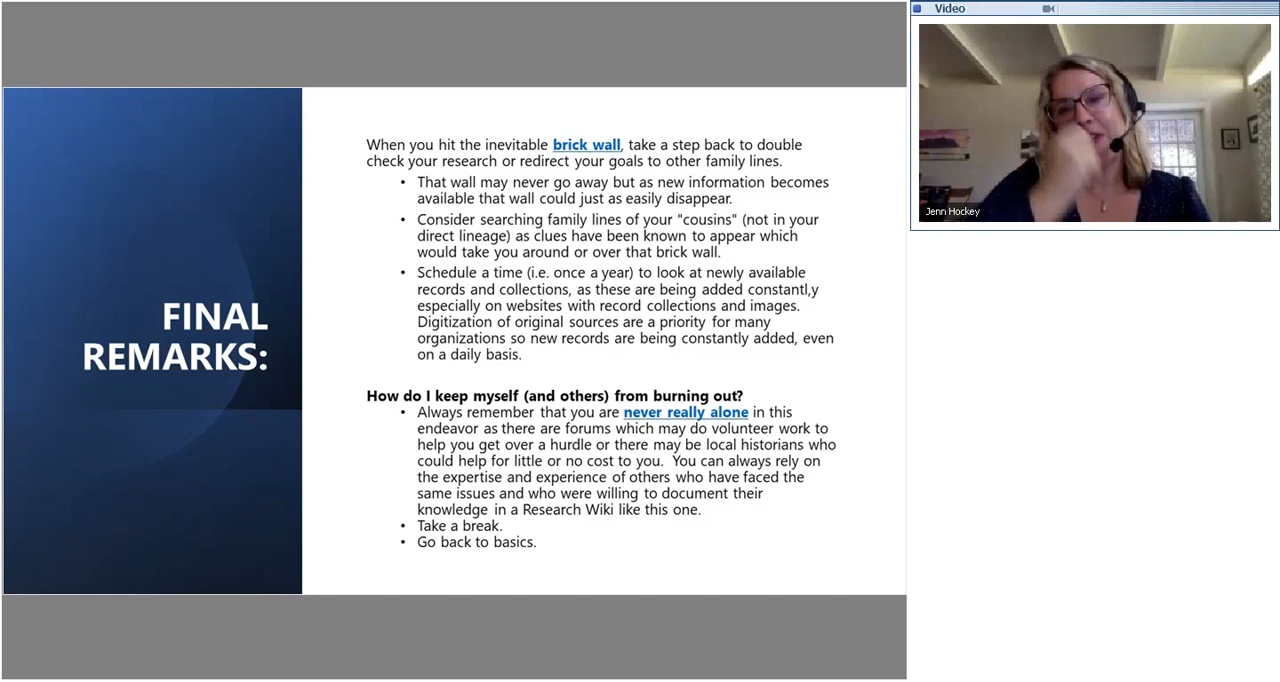 FINAL
REMARKS:
When you hit the inevitable brick wall, take a step back to double
check your research or redirect your goals to other family lines.
• That wall may never go away but as new information becomes
available that wall could just as easily disappear.
• Consider searching family lines of your "cousins" (not in your
direct lineage) as clues have been known to appear which
would take you around or over that brick wall.
• Schedule a time (i.e. once a year) to look at newly available
records and collections, as these are being added constantl,y
especially on websites with record collections and images.
Digitization of original sources are a priority for many
organizations so new records are being constantly added, even
on a daily basis.
How do I keep myself (and others) from burning out?
• Always remember that you are never really alone in this
endeavor as there are forums which may do volunteer work to
help you get over a hurdle or there may be local historians who
could help for little or no cost to you. You can always rely on
the expertise and experience of others who have faced the
same issues and who were willing to document their
knowledge in a Research Wiki like this one.
• Take a break.
• Go back to basics.
Video
Jenn Hockey